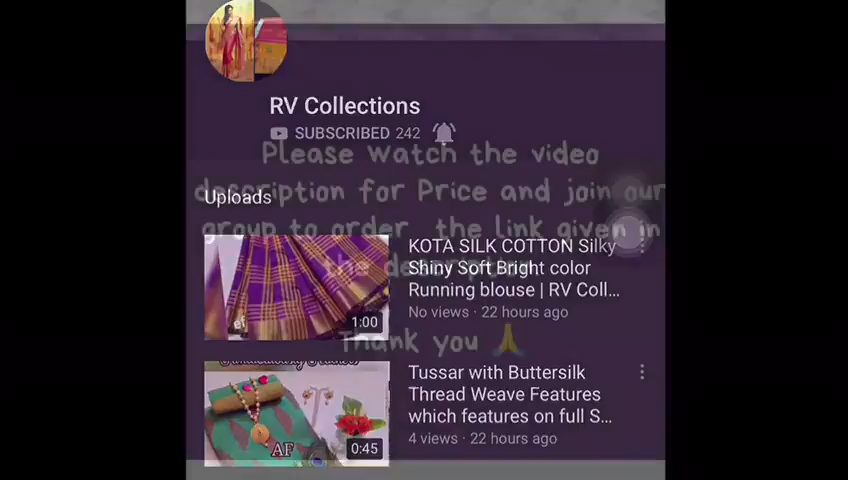 RV Collections
SUBSCRIBED 242
Please watch the video
description for Price and join our
Uploads
group to order the link given in
the description
KOTA SILK COTTON Silky
Shiny Soft Bright color
Running blouse | RV Coll...
No views · 22 hours ago
1:00
Thank you 🙏
Tussar with Buttersilk
Thread Weave Features
which features on full S...
4 views · 22 hours ago
AF
0:45